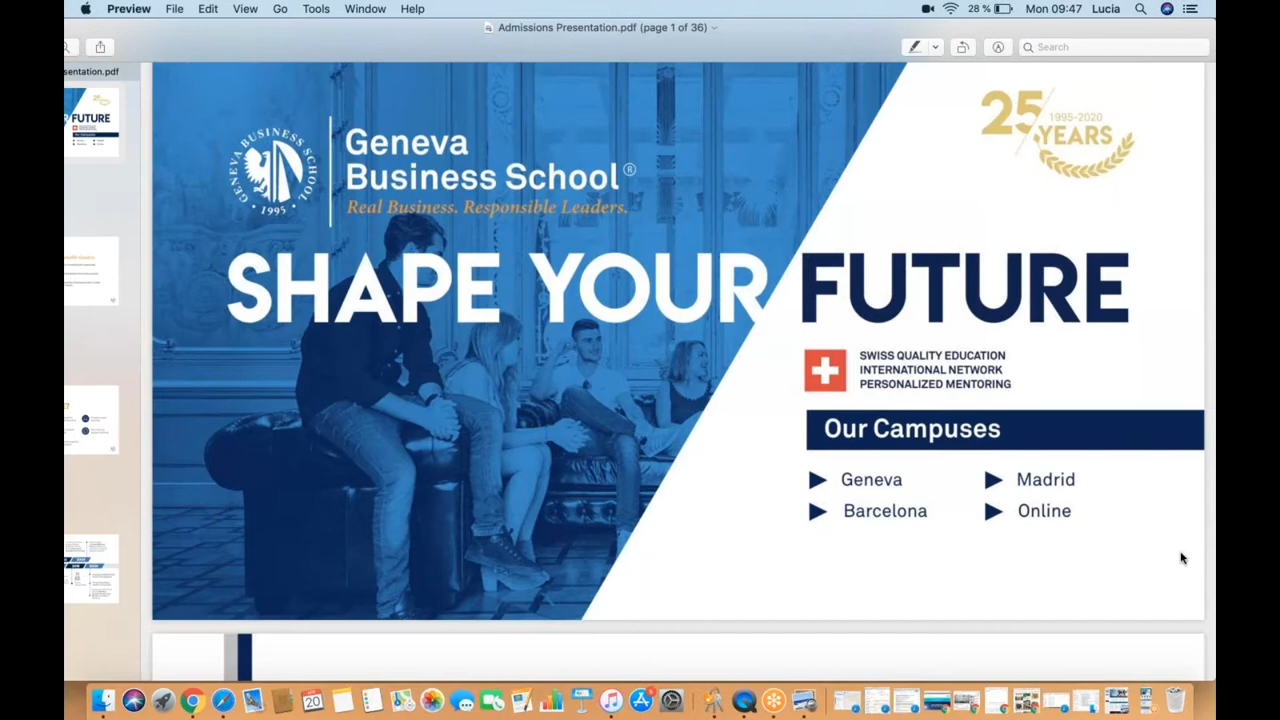 Preview File Edit View Go Tools Window Help 28 % Mon 09:47 Lucia
Admissions Presentation.pdf (page 1 of 36)
Search
sentation.pdf
25 1995-2020
YEARS
GENEVA BUSINESS SCHOOL
• 1995 •
Geneva
Business School®
Real Business. Responsible Leaders.
SHAPE YOUR FUTURE
SWISS QUALITY EDUCATION
INTERNATIONAL NETWORK
PERSONALIZED MENTORING
Our Campuses
Geneva Madrid
Barcelona Online
FUTURE
20